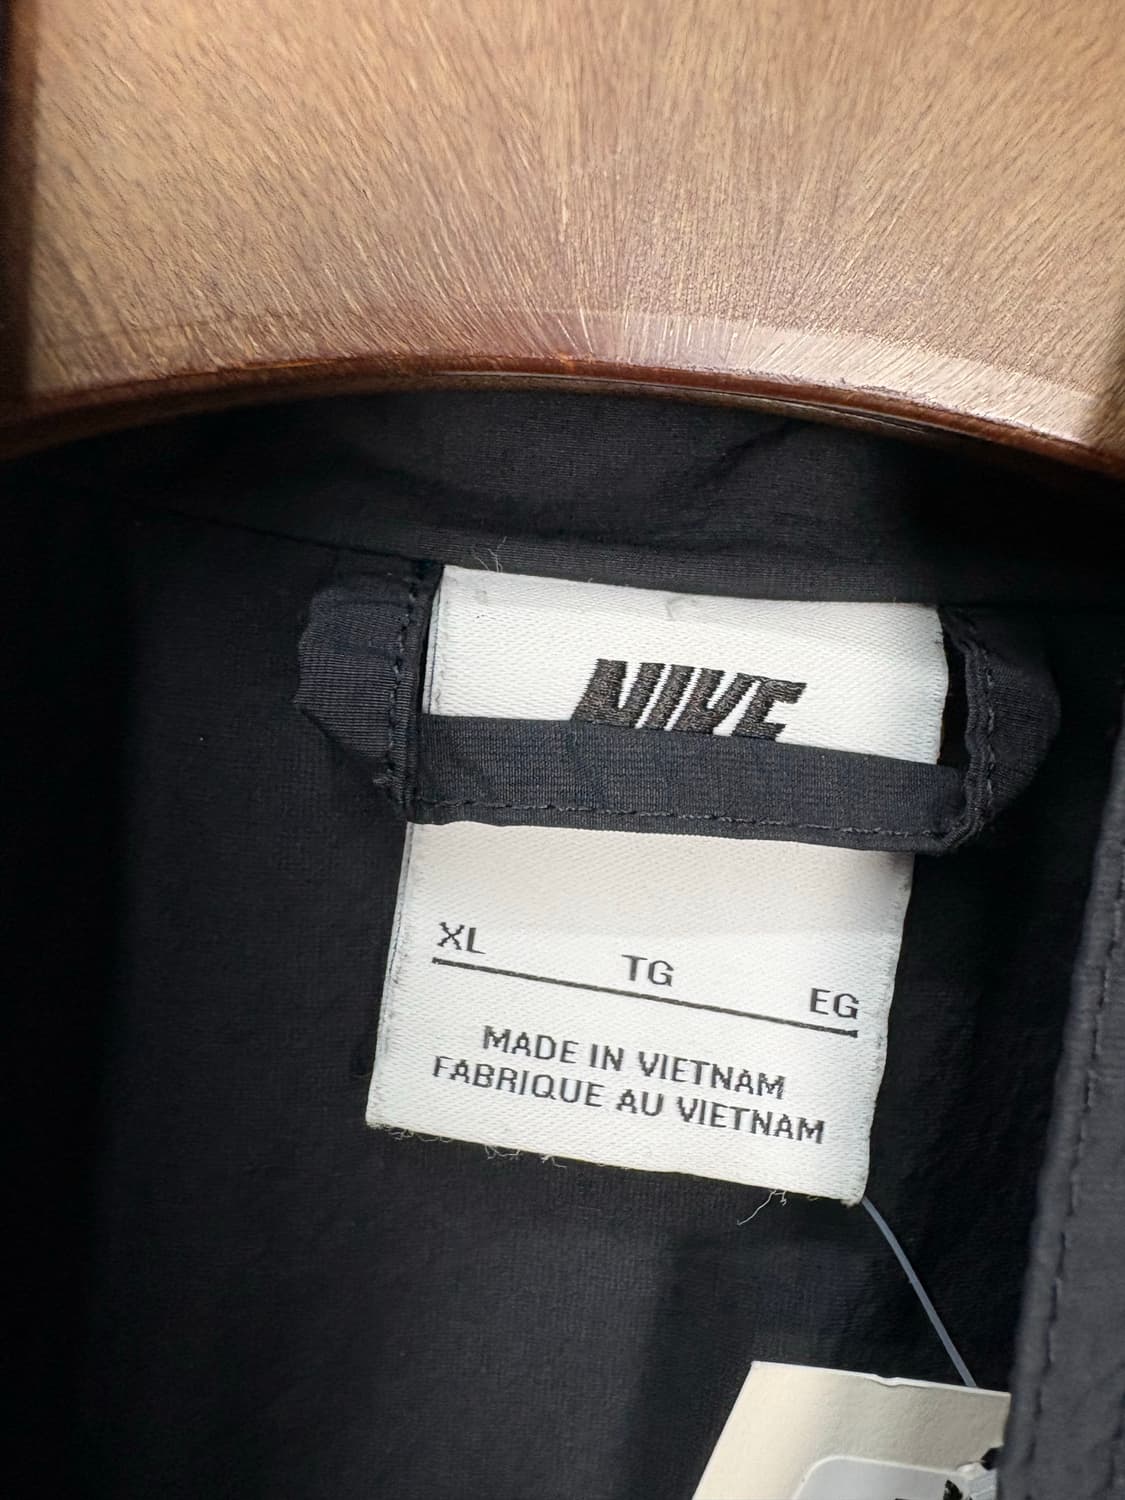 NIKE
XL TG EG
MADE IN VIETNAM
FABRIQUE AU VIETNAM